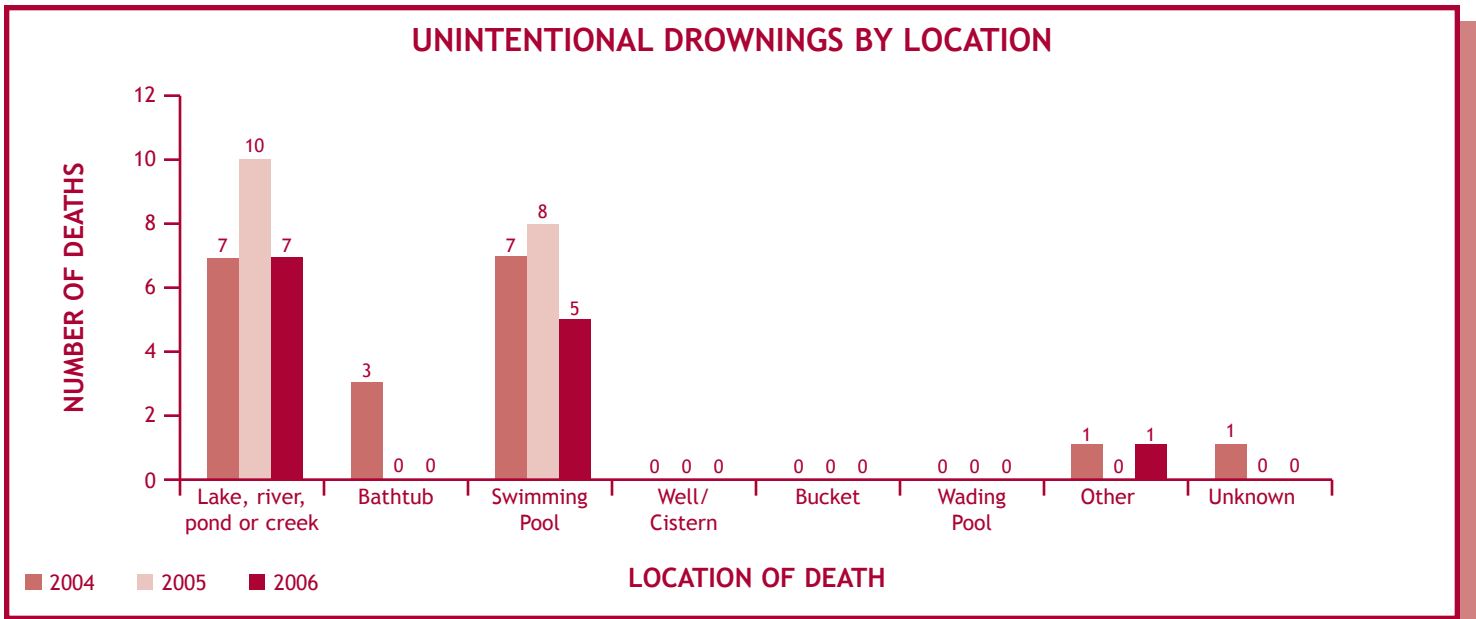 UNINTENTIONAL DROWNINGS BY LOCATION
NUMBER OF DEATHS
12
10
8
6
4
2
0
7 10 7
3 0 0
7 8 5
0 0 0
0 0 0
0 0 0
1 0 1
1 0 0
Lake, river,
pond or creek
Bathtub
Swimming
Pool
Well/
Cistern
Bucket
Wading
Pool
Other
Unknown
LOCATION OF DEATH
2004 2005 2006